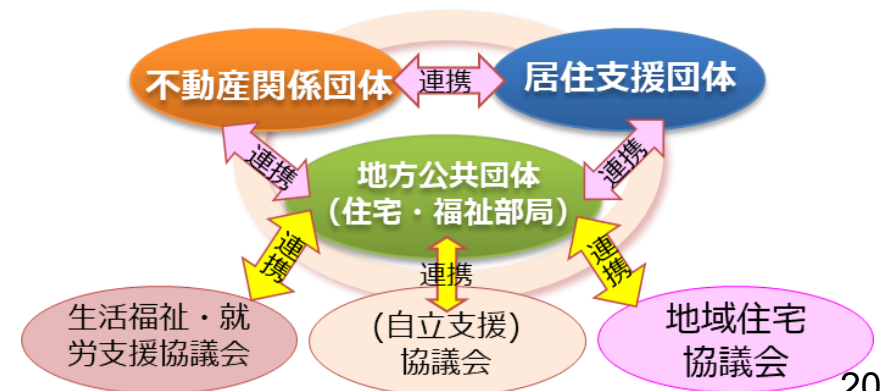 不動産関係団体
連携
居住支援団体
連携
連携
地方公共団体
（住宅・福祉部局）
連携
連携
連携
生活福祉・就
労支援協議会
(自立支援)
協議会
地域住宅
協議会
20